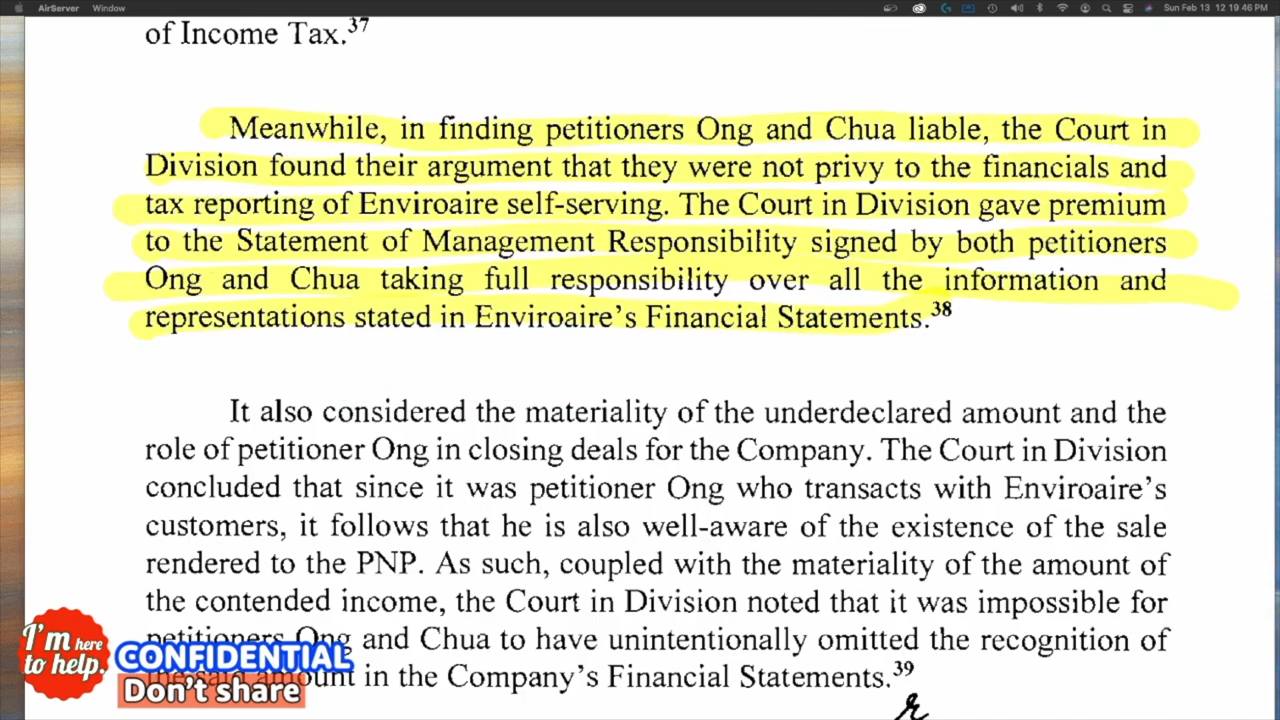 AirServer Window Sun Feb 13 12 19:46 PM
of Income Tax.37
Meanwhile, in finding petitioners Ong and Chua liable, the Court in
Division found their argument that they were not privy to the financials and
tax reporting of Enviroaire self-serving. The Court in Division gave premium
to the Statement of Management Responsibility signed by both petitioners
Ong and Chua taking full responsibility over all the information and
representations stated in Enviroaire's Financial Statements.38
It also considered the materiality of the underdeclared amount and the
role of petitioner Ong in closing deals for the Company. The Court in Division
concluded that since it was petitioner Ong who transacts with Enviroaire's
customers, it follows that he is also well-aware of the existence of the sale
rendered to the PNP. As such, coupled with the materiality of the amount of
the contended income, the Court in Division noted that it was impossible for
petitioners Ong and Chua to have unintentionally omitted the recognition of
the said amount in the Company's Financial Statements.39
I'm here
to help.
CONFIDENTIAL
Don't share